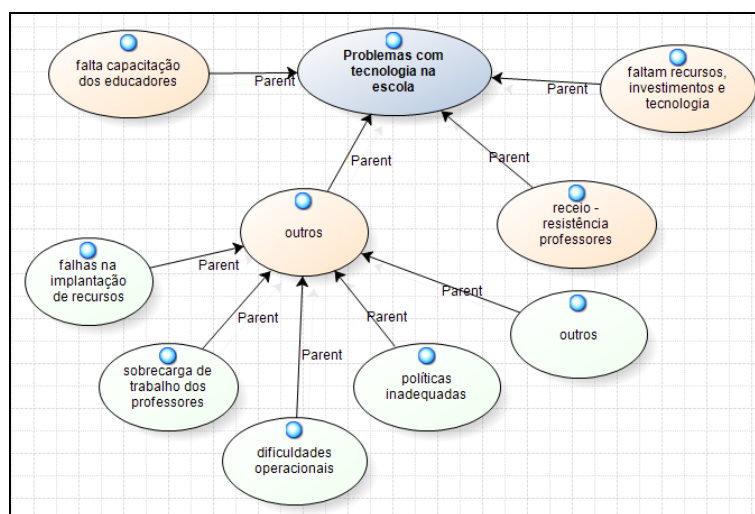 falta capacitação
dos educadores
Parent
Problemas com
tecnologia na
escola
Parent
faltam recursos,
investimentos e
tecnologia
Parent
Parent
receio -
resistência
professores
outros
falhas na
implantação
de recursos
Parent
Parent
Parent
Parent
Parent
outros
sobrecarga de
trabalho dos
professores
políticas
inadequadas
dificuldades
operacionais